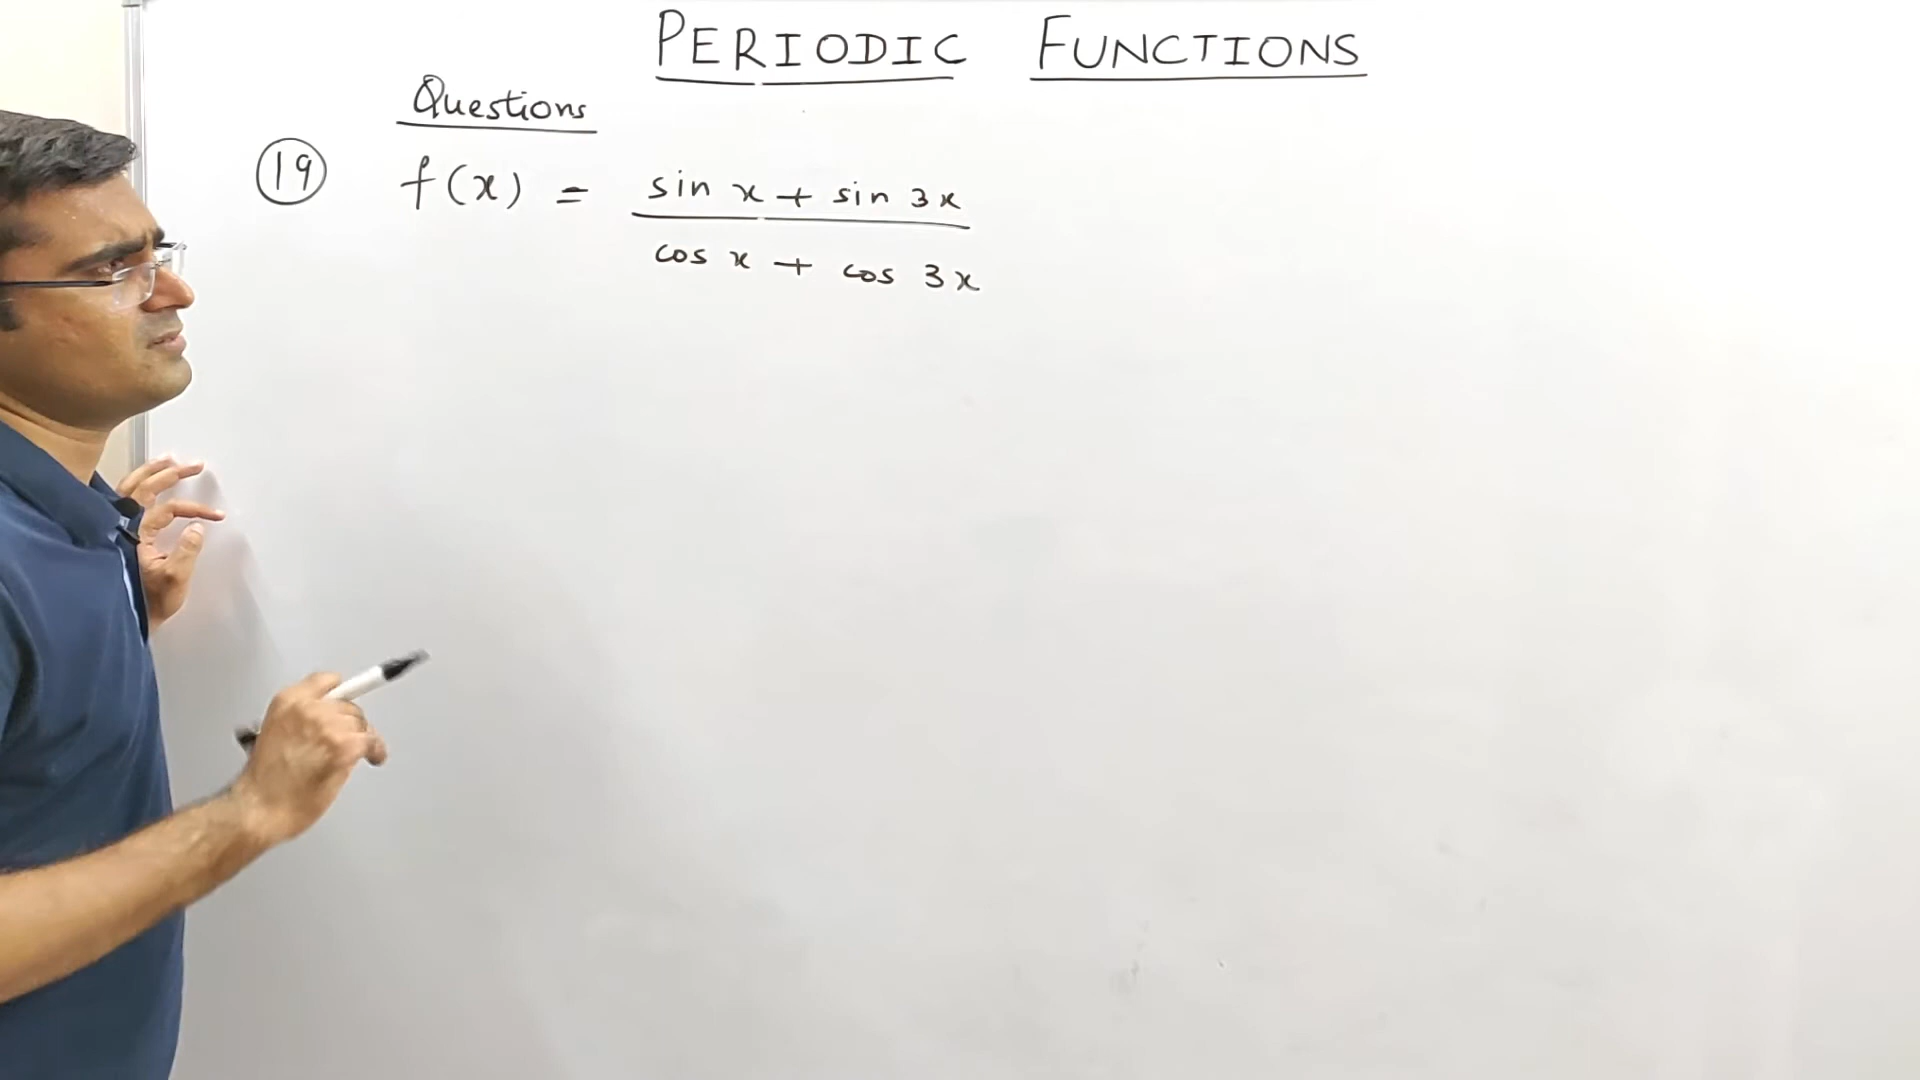 PERIODIC FUNCTIONS
Questions
19 f(x) = sin x + sin 3x
cos x + cos 3x